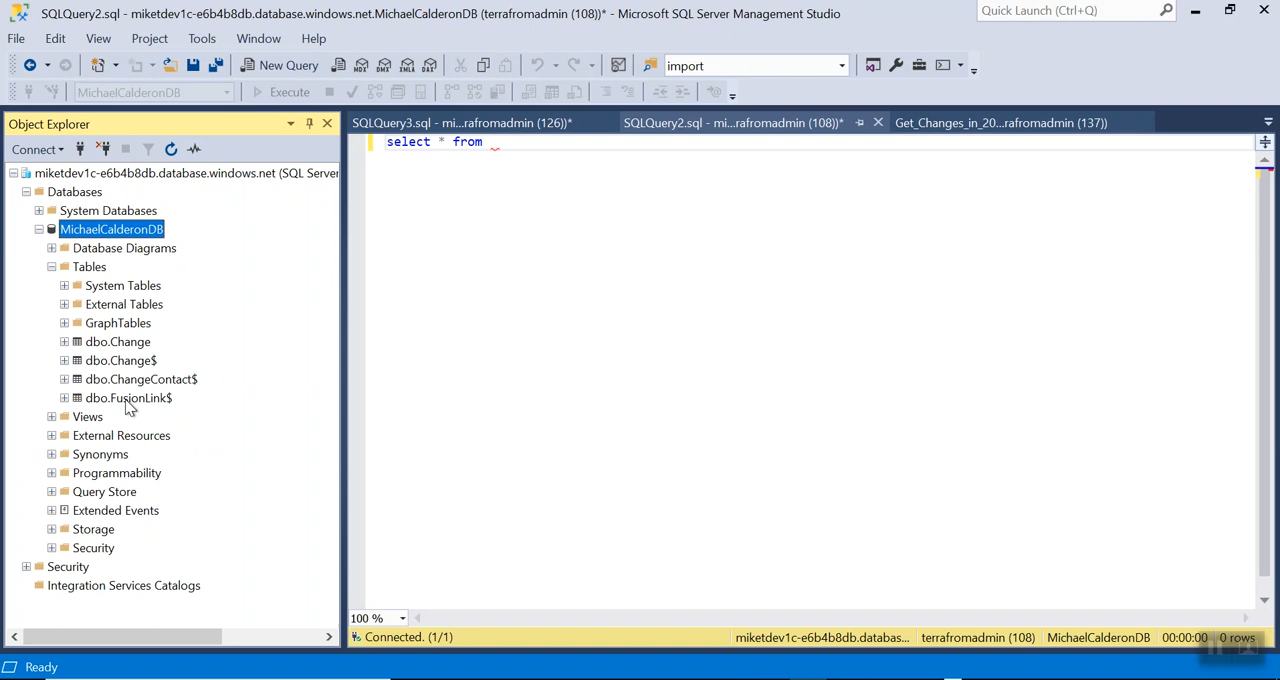 SQLQuery2.sql - miketdev1c-e6b4b8db.database.windows.net.MichaelCalderonDB (terrafromadmin (108))* - Microsoft SQL Server Management Studio
Quick Launch (Ctrl+Q)
File Edit View Project Tools Window Help
New Query MDX DMX XMLA DAX import
MichaelCalderonDB Execute
Object Explorer
SQLQuery3.sql - mi...rafromadmin (126))* SQLQuery2.sql - mi...rafromadmin (108))* Get_Changes_in_20...rafromadmin (137))
Connect
select * from
miketdev1c-e6b4b8db.database.windows.net (SQL Server
Databases
System Databases
MichaelCalderonDB
Database Diagrams
Tables
System Tables
External Tables
GraphTables
dbo.Change
dbo.Change$
dbo.ChangeContact$
dbo.FusionLink$
Views
External Resources
Synonyms
Programmability
Query Store
Extended Events
Storage
Security
Security
Integration Services Catalogs
100 %
Connected. (1/1) miketdev1c-e6b4b8db.databas... terrafromadmin (108) MichaelCalderonDB 00:00:00 0 rows
Ready